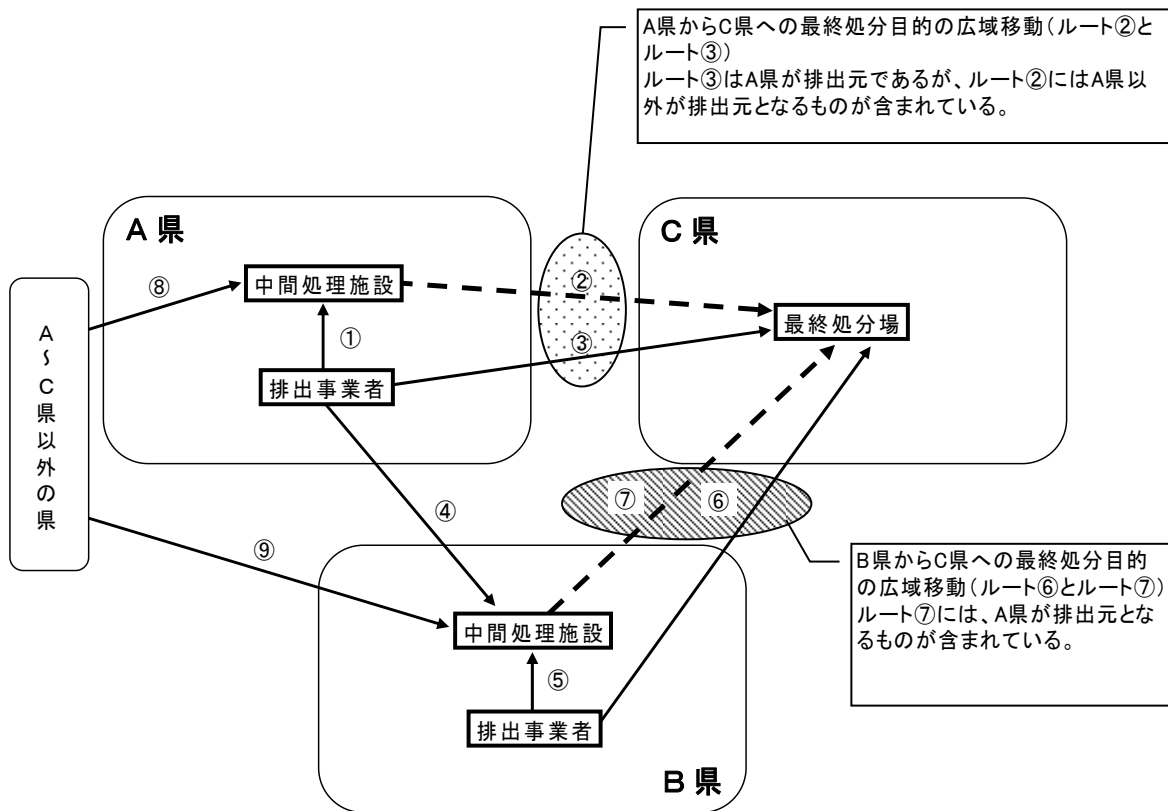 A県からC県への最終処分目的の広域移動(ルート②と
ルート③)
ルート③はA県が排出元であるが、ルート②にはA県以
外が排出元となるものが含まれている。
A 県
C 県
②
⑧
中間処理施設
最終処分場
①
③
排出事業者
A~C県以外の県
④
⑦
⑥
⑨
B県からC県への最終処分目的
の広域移動(ルート⑥とルート⑦)
ルート⑦には、A県が排出元とな
るものが含まれている。
中間処理施設
⑤
排出事業者
B 県